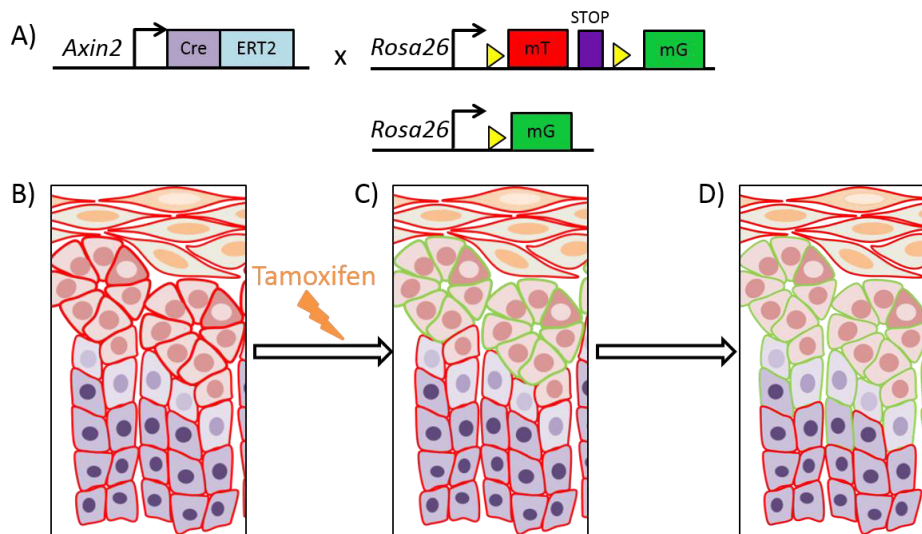 A)
Axin2 Cre ERT2 x Rosa26 mT STOP mG
Rosa26 mG
B) C) D)
Tamoxifen